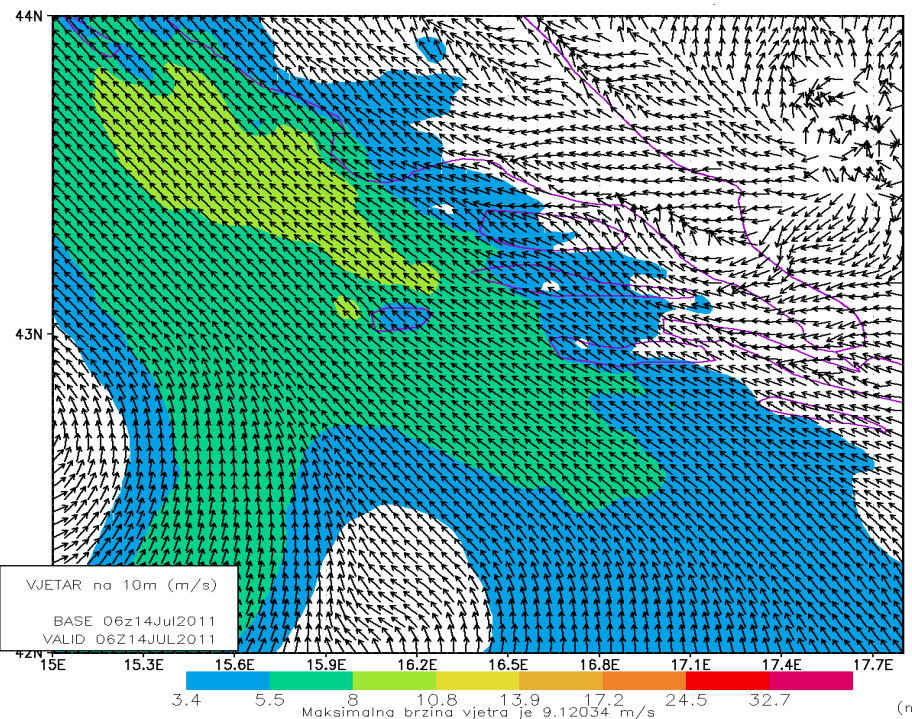 44N
43N
VJETAR na 10m (m/s)
BASE 06z14Jul2011
VALID 06Z14JUL2011
42N
15E 15.3E 15.6E 15.9E 16.2E 16.5E 16.8E 17.1E 17.4E 17.7E
3.4 5.5 8 10.8 13.9 17.2 24.5 32.7
Maksimalna brzina vjetra je 9.12034 m/s
(n